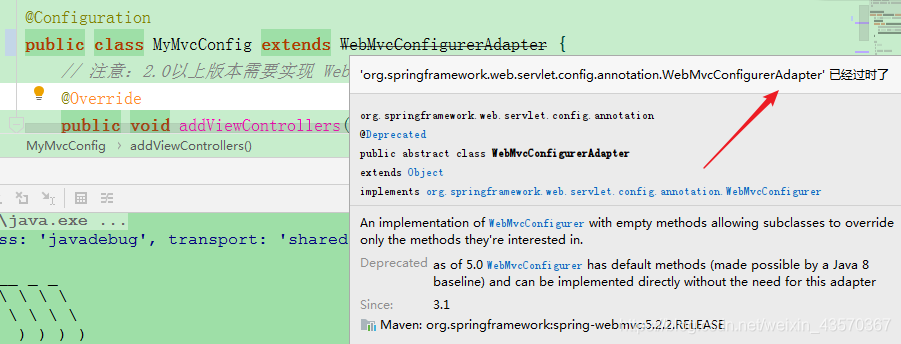 @Configuration
public class MyMvcConfig extends WebMvcConfigurerAdapter {
// 注意：2.0以上版本需要实现 Web
@Override
public void addViewControllers(
MyMvcConfig > addViewControllers()
\java.exe ...
ss: 'javadebug', transport: 'shared
__ _ _
\ \ \ \
\ \ \ \
) ) ) )
'org.springframework.web.servlet.config.annotation.WebMvcConfigurerAdapter' 已经过时了
org.springframework.web.servlet.config.annotation
@Deprecated
public abstract class WebMvcConfigurerAdapter
extends Object
implements org.springframework.web.servlet.config.annotation.WebMvcConfigurer
An implementation of WebMvcConfigurer with empty methods allowing subclasses to override
only the methods they're interested in.
Deprecated as of 5.0 WebMvcConfigurer has default methods (made possible by a Java 8
baseline) and can be implemented directly without the need for this adapter
Since: 3.1
Maven: org.springframework:spring-webmvc:5.2.2.RELEASE